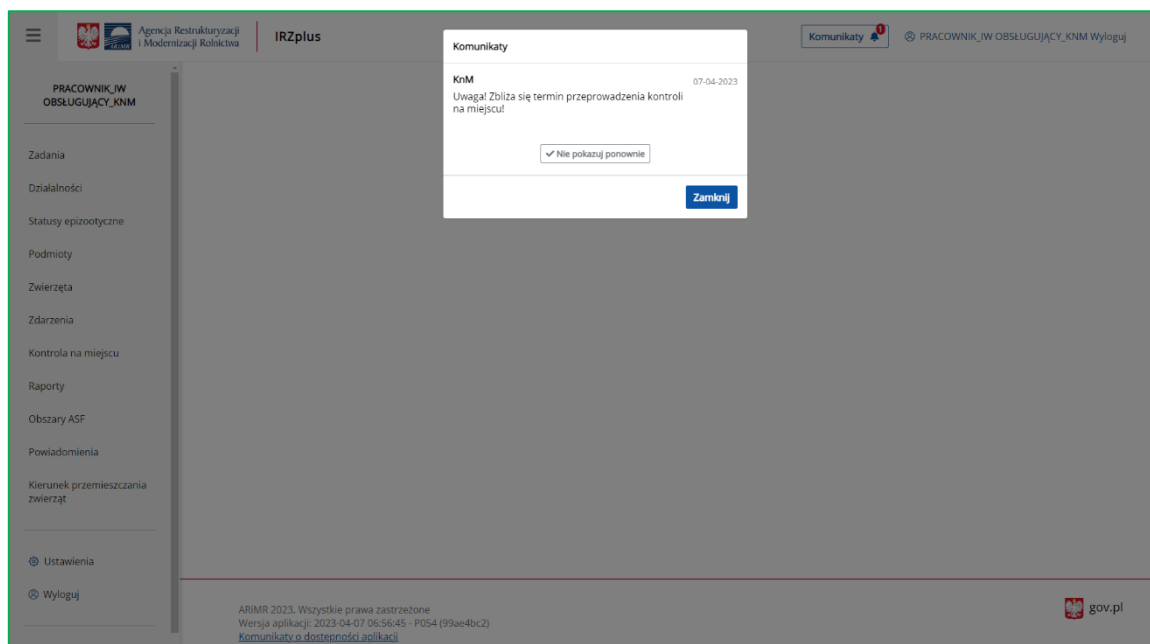 Agencja Restrukturyzacji
i Modernizacji Rolnictwa
ARiMR
IRZplus
Komunikaty 1
PRACOWNIK_IW OBSŁUGUJĄCY_KNM Wyloguj
PRACOWNIK_IW
OBSŁUGUJĄCY_KNM
Zadania
Działalności
Statusy epizootyczne
Podmioty
Zwierzęta
Zdarzenia
Kontrola na miejscu
Raporty
Obszary ASF
Powiadomienia
Kierunek przemieszczania
zwierząt
Ustawienia
Wyloguj
Komunikaty
KnM
07-04-2023
Uwaga! Zbliża się termin przeprowadzenia kontroli
na miejscu!
Nie pokazuj ponownie
Zamknij
ARiMR 2023. Wszystkie prawa zastrzeżone
Wersja aplikacji: 2023-04-07 06:56:45 - P054 (99ae4bc2)
Komunikaty o dostępności aplikacji
gov.pl